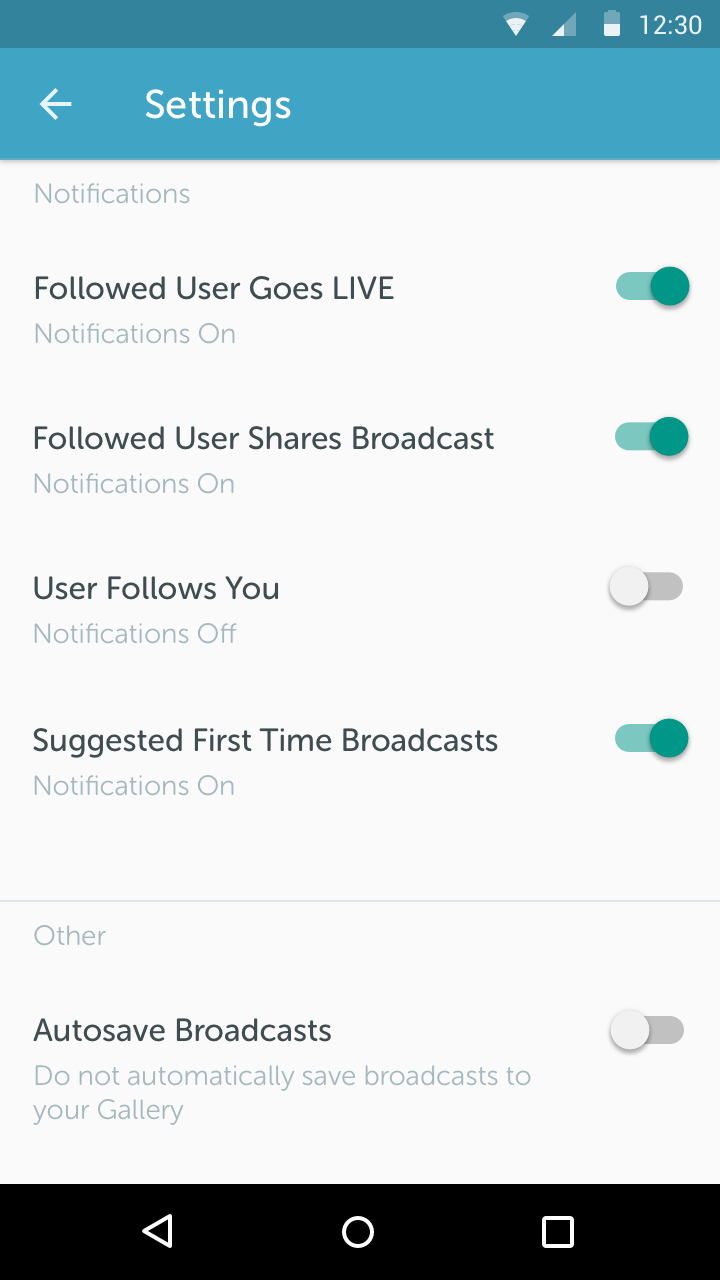 12:30
Settings
Notifications
Followed User Goes LIVE
Notifications On
Followed User Shares Broadcast
Notifications On
User Follows You
Notifications Off
Suggested First Time Broadcasts
Notifications On
Other
Autosave Broadcasts
Do not automatically save broadcasts to
your Gallery